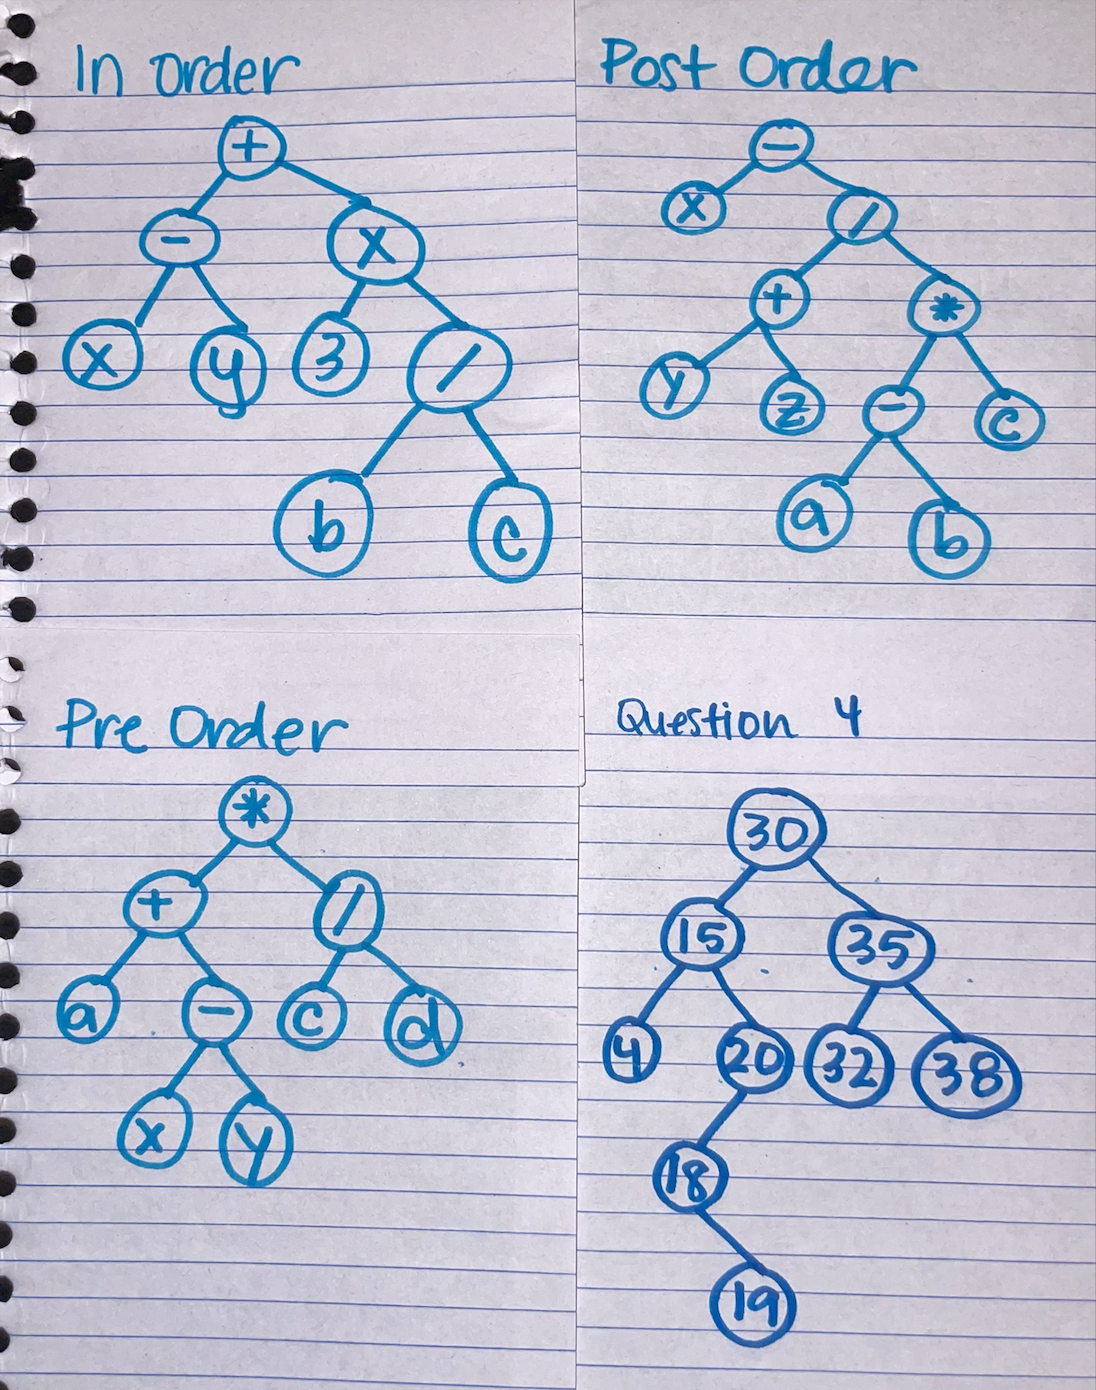 In Order
+
- X
x y 3 /
b c
Post Order
-
x /
+ *
y z - c
a b
Pre Order
*
+ /
a - c d
x y
Question 4
30
15 35
4 20 32 38
18
19